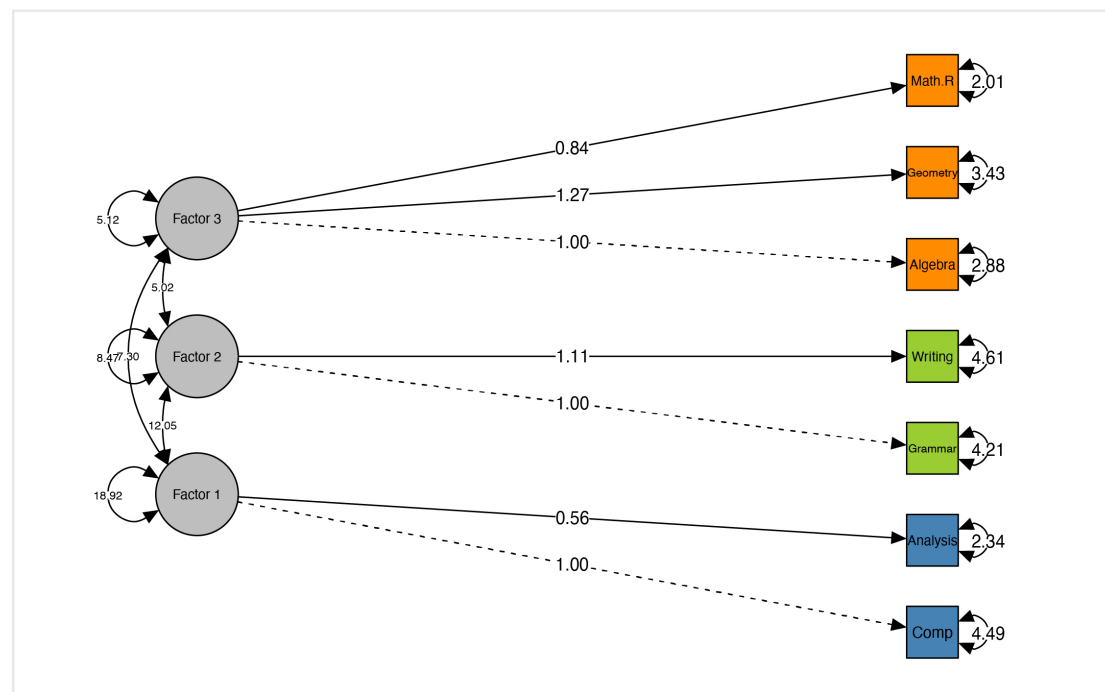 Math.R
2.01
0.84
Geometry
3.43
1.27
Factor 3
5.12
1.00
Algebra
2.88
5.02
Writing
4.61
1.11
Factor 2
8.47
7.30
1.00
Grammar
4.21
12.05
Factor 1
18.92
0.56
Analysis
2.34
1.00
Comp
4.49